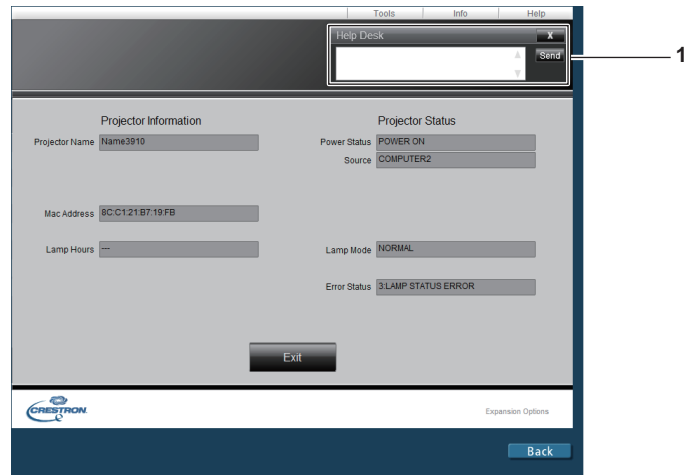 Tools Info Help
Help Desk X
Send
1
Projector Information Projector Status
Projector Name Name3910 Power Status POWER ON
Source COMPUTER2
Mac Address 8C:C1:21:B7:19:FB
Lamp Hours --- Lamp Mode NORMAL
Error Status 3:LAMP STATUS ERROR
Exit
CRESTRON. Expansion Options
Back